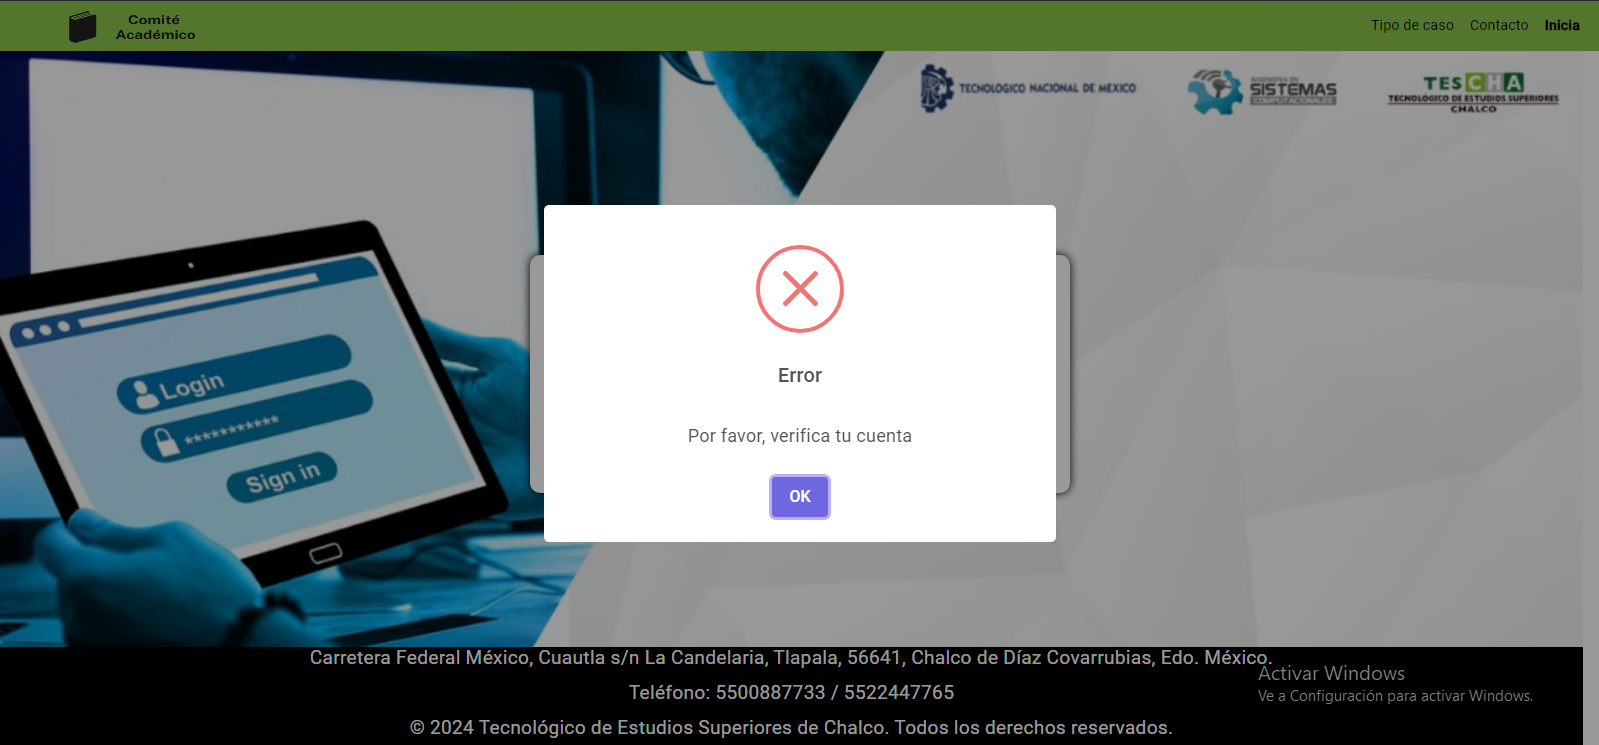 Comité
Académico
Tipo de caso
Contacto
Inicia
TECNOLÓGICO NACIONAL DE MÉXICO
INGENIERÍA EN
SISTEMAS
COMPUTACIONALES
TESCHA
TECNOLÓGICO DE ESTUDIOS SUPERIORES
CHALCO
Login
***********
Sign in
Error
Por favor, verifica tu cuenta
OK
Carretera Federal México, Cuautla s/n La Candelaria, Tlapala, 56641, Chalco de Díaz Covarrubias, Edo. México.
Teléfono: 5500887733 / 5522447765
© 2024 Tecnológico de Estudios Superiores de Chalco. Todos los derechos reservados.
Activar Windows
Ve a Configuración para activar Windows.